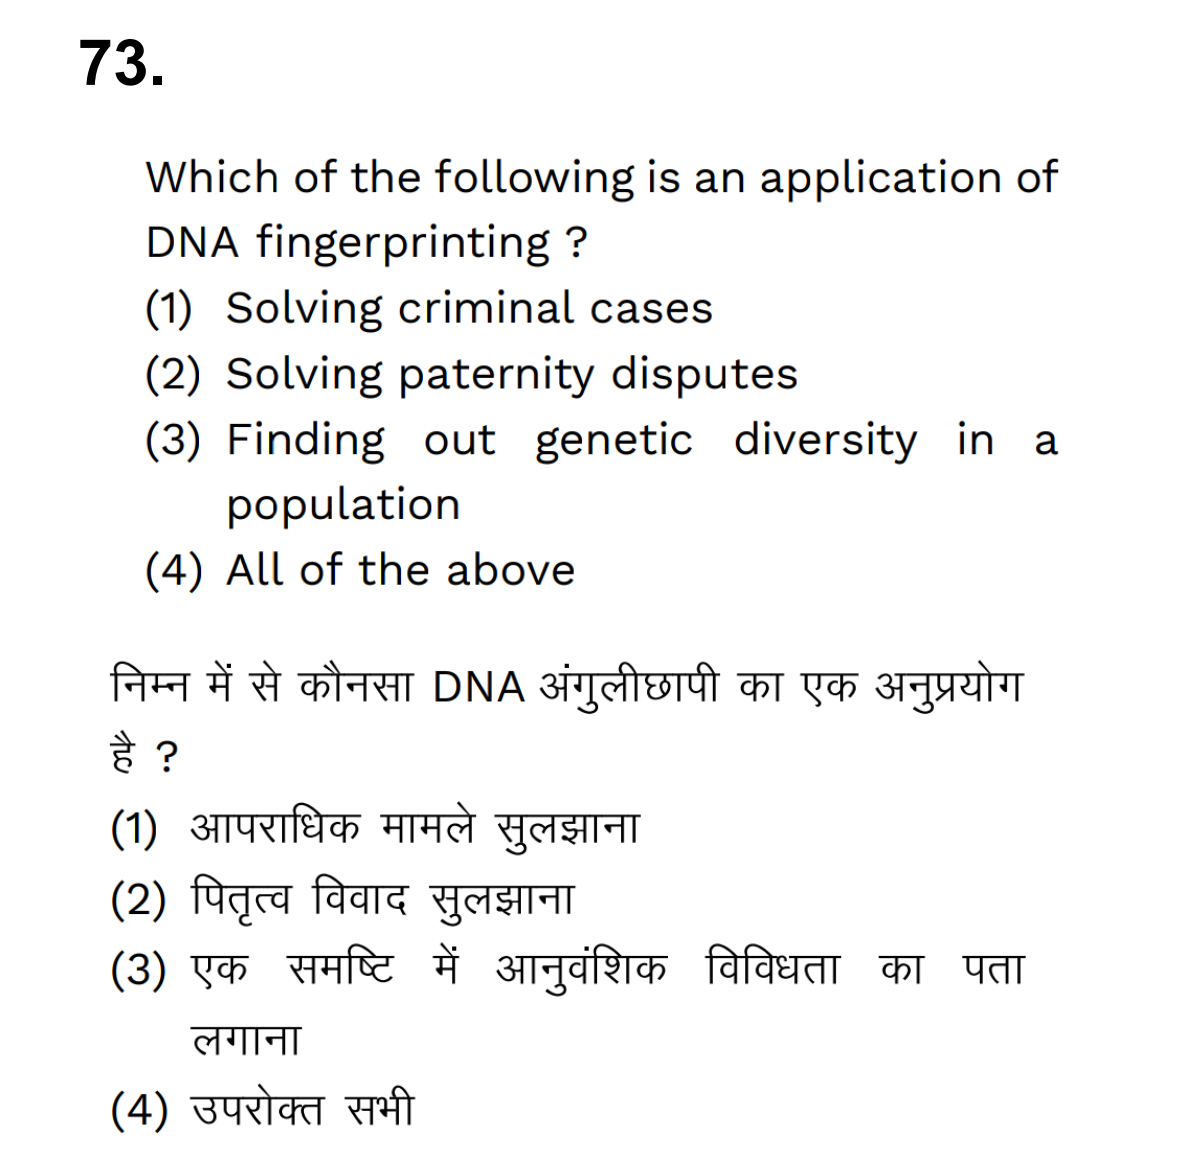 73.
Which of the following is an application of
DNA fingerprinting ?
(1) Solving criminal cases
(2) Solving paternity disputes
(3) Finding out genetic diversity in a
population
(4) All of the above
निम्न में से कौनसा DNA अंगुलीछापी का एक अनुप्रयोग
है ?
(1) आपराधिक मामले सुलझाना
(2) पितृत्व विवाद सुलझाना
(3) एक समष्टि में आनुवंशिक विविधता का पता
लगाना
(4) उपरोक्त सभी